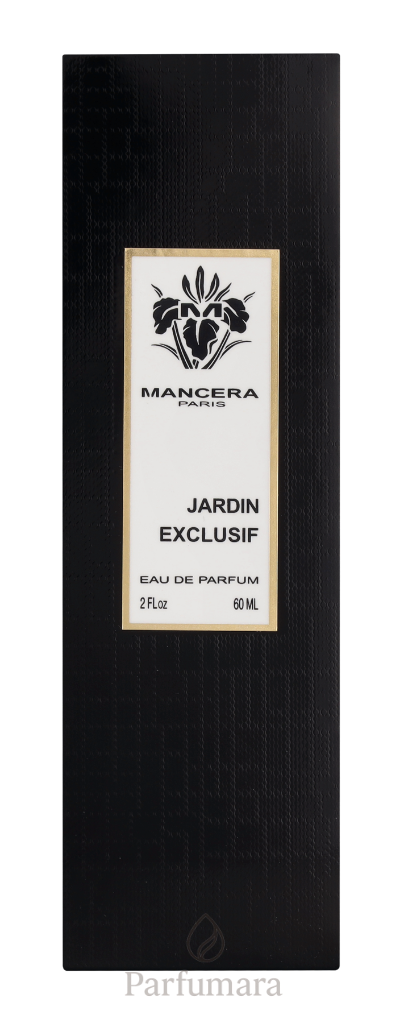 M
MANCERA
PARIS
JARDIN
EXCLUSIF
EAU DE PARFUM
2 FLoz 60 ML
Parfumara